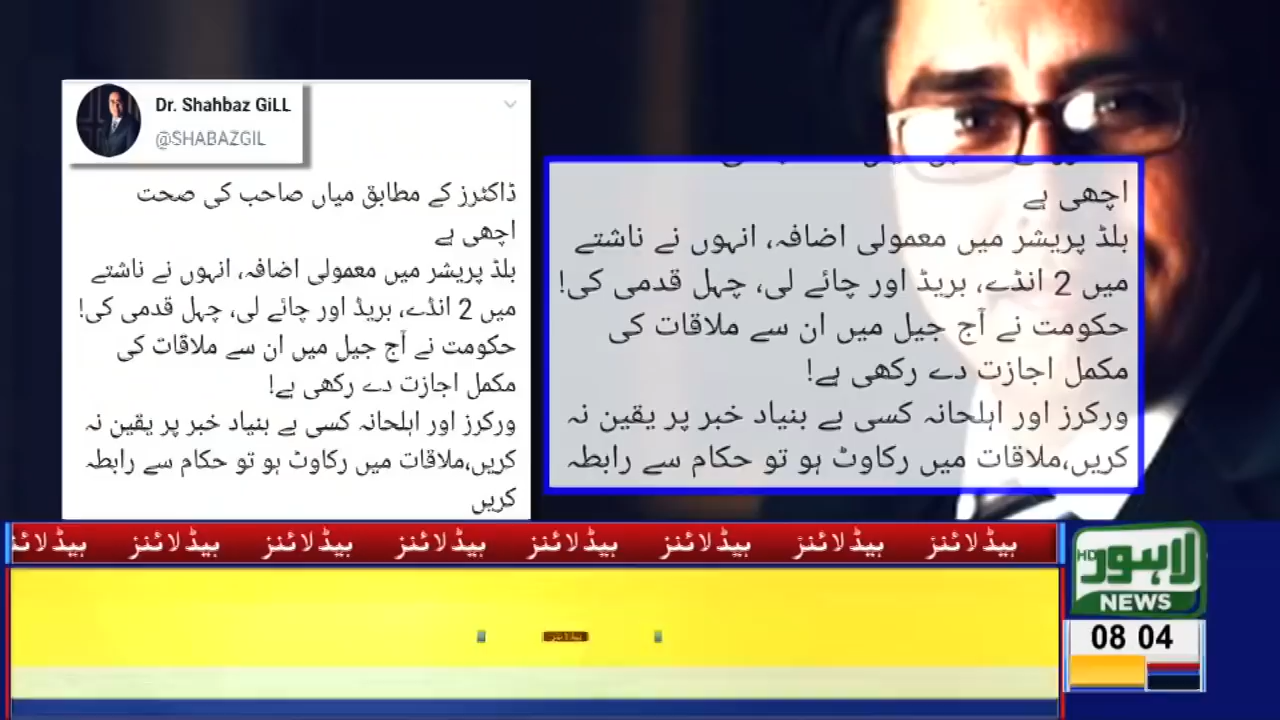 Dr. Shahbaz GiLL
@SHABAZGIL
ڈاکٹرز کے مطابق میاں صاحب کی صحت
اچھی ہے
بلڈ پریشر میں معمولی اضافہ، انہوں نے ناشتے
میں 2 انڈے، بریڈ اور چائے لی، چہل قدمی کی!
حکومت نے آج جیل میں ان سے ملاقات کی
مکمل اجازت دے رکھی ہے!
ورکرز اور اہلحانہ کسی بے بنیاد خبر پر یقین نہ
کریں،ملاقات میں رکاوٹ ہو تو حکام سے رابطہ
کریں
اچھی ہے
بلڈ پریشر میں معمولی اضافہ، انہوں نے ناشتے
میں 2 انڈے، بریڈ اور چائے لی، چہل قدمی کی!
حکومت نے آج جیل میں ان سے ملاقات کی
مکمل اجازت دے رکھی ہے!
ورکرز اور اہلحانہ کسی بے بنیاد خبر پر یقین نہ
کریں،ملاقات میں رکاوٹ ہو تو حکام سے رابطہ
ہیڈلائنز ہیڈلائنز ہیڈلائنز ہیڈلائنز ہیڈلائنز ہیڈلائنز ہیڈلائنز ہیڈلائنز
ہیڈلائنز
HD لاہور
NEWS
08 04